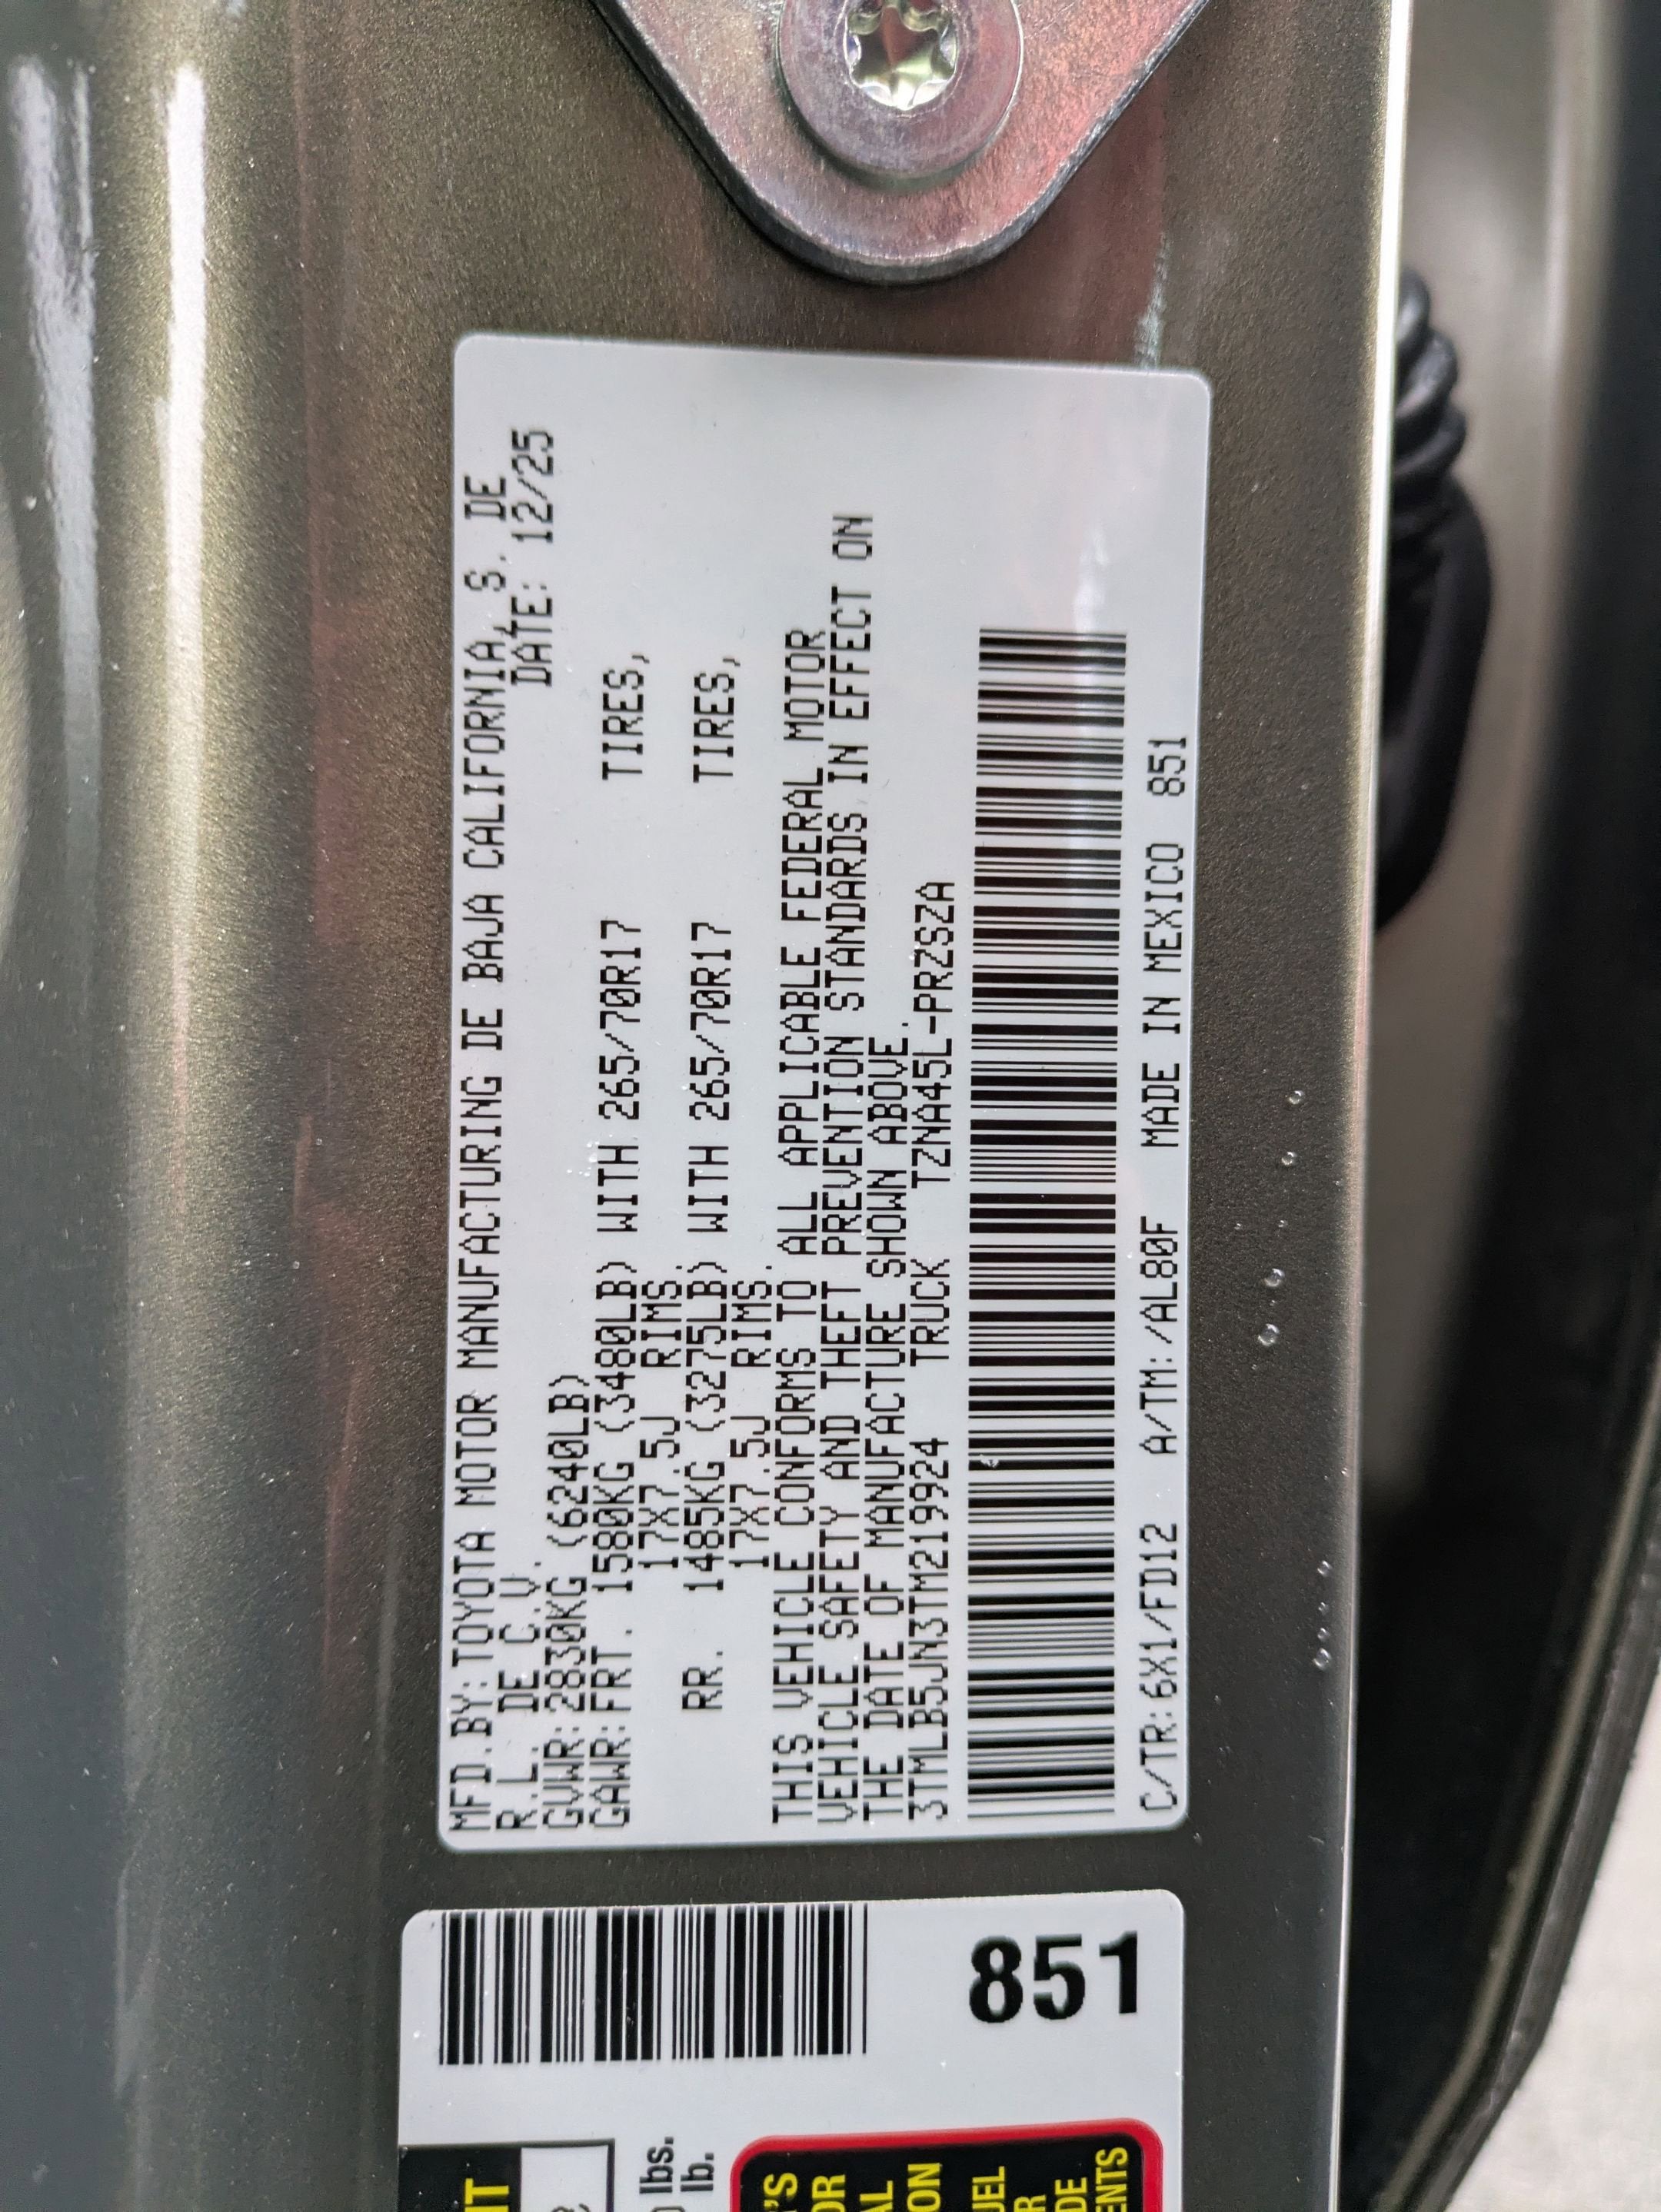 MFD.BY:TOYOTA MOTOR MANUFACTURING DE BAJA CALIFORNIA, S. DE
R.L. DE C.V. DATE: 12/25
GVWR:2830KG (6240LB)
GAWR:FRT. 1580KG (3480LB) WITH 265/70R17 TIRES,
17X7.5J RIMS.
RR. 1485KG (3275LB) WITH 265/70R17 TIRES,
17X7.5J RIMS.
THIS VEHICLE CONFORMS TO ALL APPLICABLE FEDERAL MOTOR
VEHICLE SAFETY AND THEFT PREVENTION STANDARDS IN EFFECT ON
THE DATE OF MANUFACTURE SHOWN ABOVE.
3TMLB5JN3TM219924 TRUCK TZNA45L-PRZSZA
C/TR:6X1/FD12 A/TM:/AL80F MADE IN MEXICO 851
851
lbs.
lb.